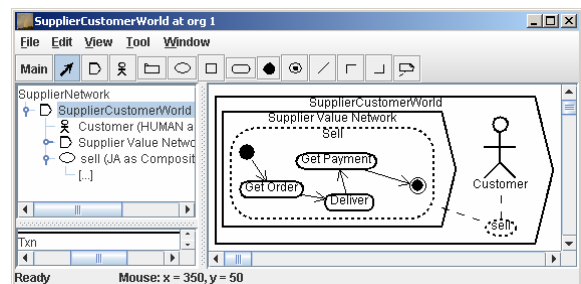 SupplierCustomerWorld at org 1
File Edit View Tool Window
Main
SupplierNetwork
SupplierCustomerWorld
Customer (HUMAN a
Supplier Value Netwo
sell (JA as Composit
[...]
Txn
SupplierCustomerWorld
Supplier Value Network
Sell
Get Payment
Get Order
Deliver
Customer
sell
Ready Mouse: x = 350, y = 50